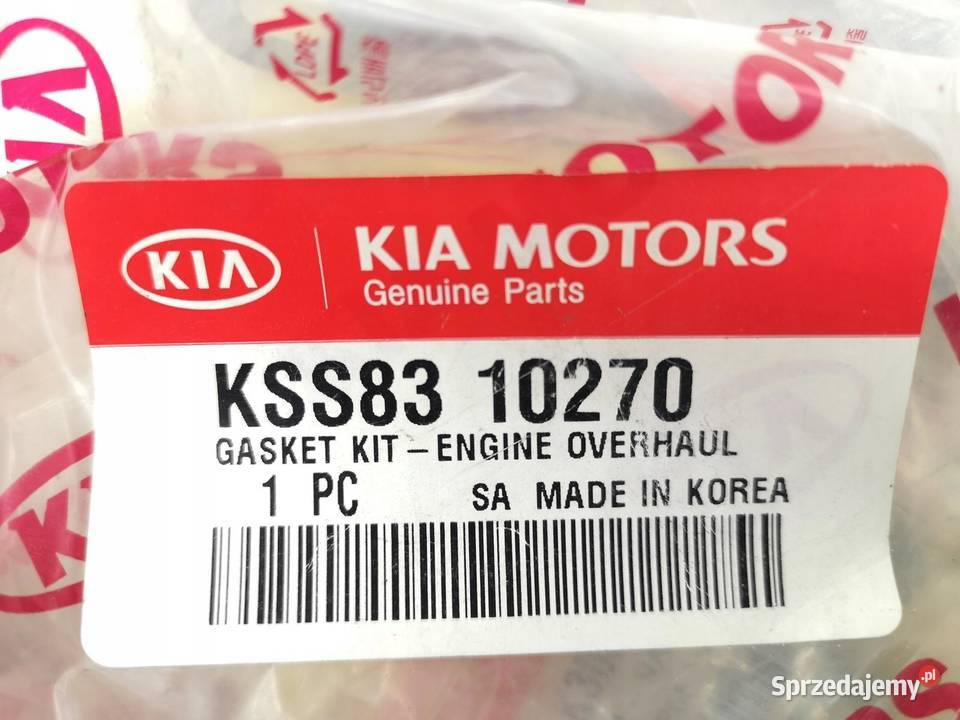 KIA
KIA MOTORS
Genuine Parts
KSS83 10270
GASKET KIT – ENGINE OVERHAUL
1 PC SA MADE IN KOREA
Sprzedajemy.pl